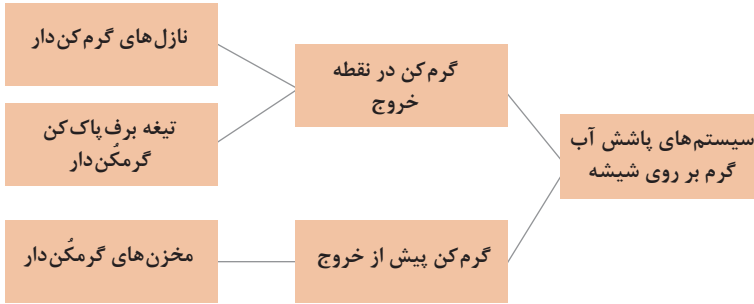 سیستم‌های پاشش آب
گرم بر روی شیشه
گرم‌کن در نقطه
خروج
نازل‌های گرم‌کن‌دار
تیغه برف پاک‌کن
گرمکُن‌دار
گرم‌کن پیش از خروج
مخزن‌های گرمکُن‌دار